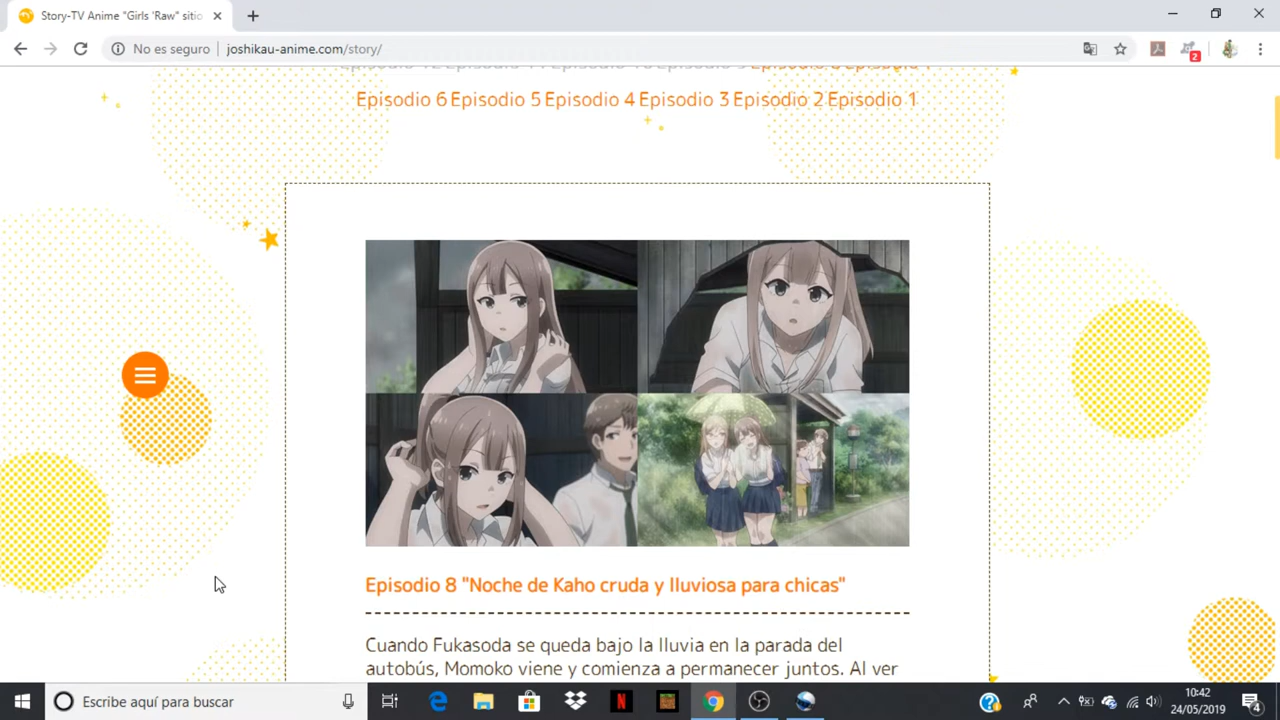 Story-TV Anime "Girls 'Raw" sitio
No es seguro
joshikau-anime.com/story/
2
Episodio 6 Episodio 5 Episodio 4 Episodio 3 Episodio 2 Episodio 1
Episodio 8 "Noche de Kaho cruda y lluviosa para chicas"
Cuando Fukasoda se queda bajo la lluvia en la parada del
autobús, Momoko viene y comienza a permanecer juntos. Al ver
Escribe aquí para buscar
10:42
24/05/2019
4